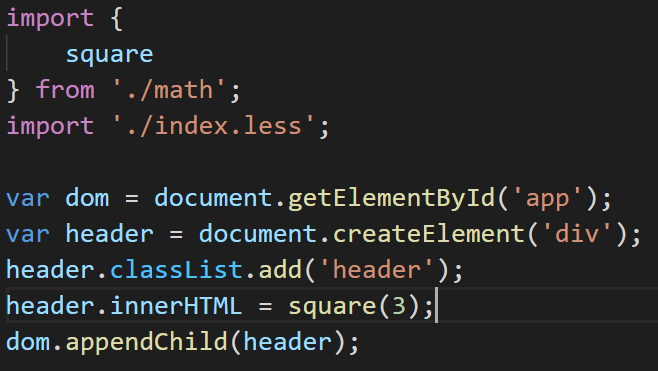 import {
    square
} from './math';
import './index.less';

var dom = document.getElementById('app');
var header = document.createElement('div');
header.classList.add('header');
header.innerHTML = square(3);
dom.appendChild(header);